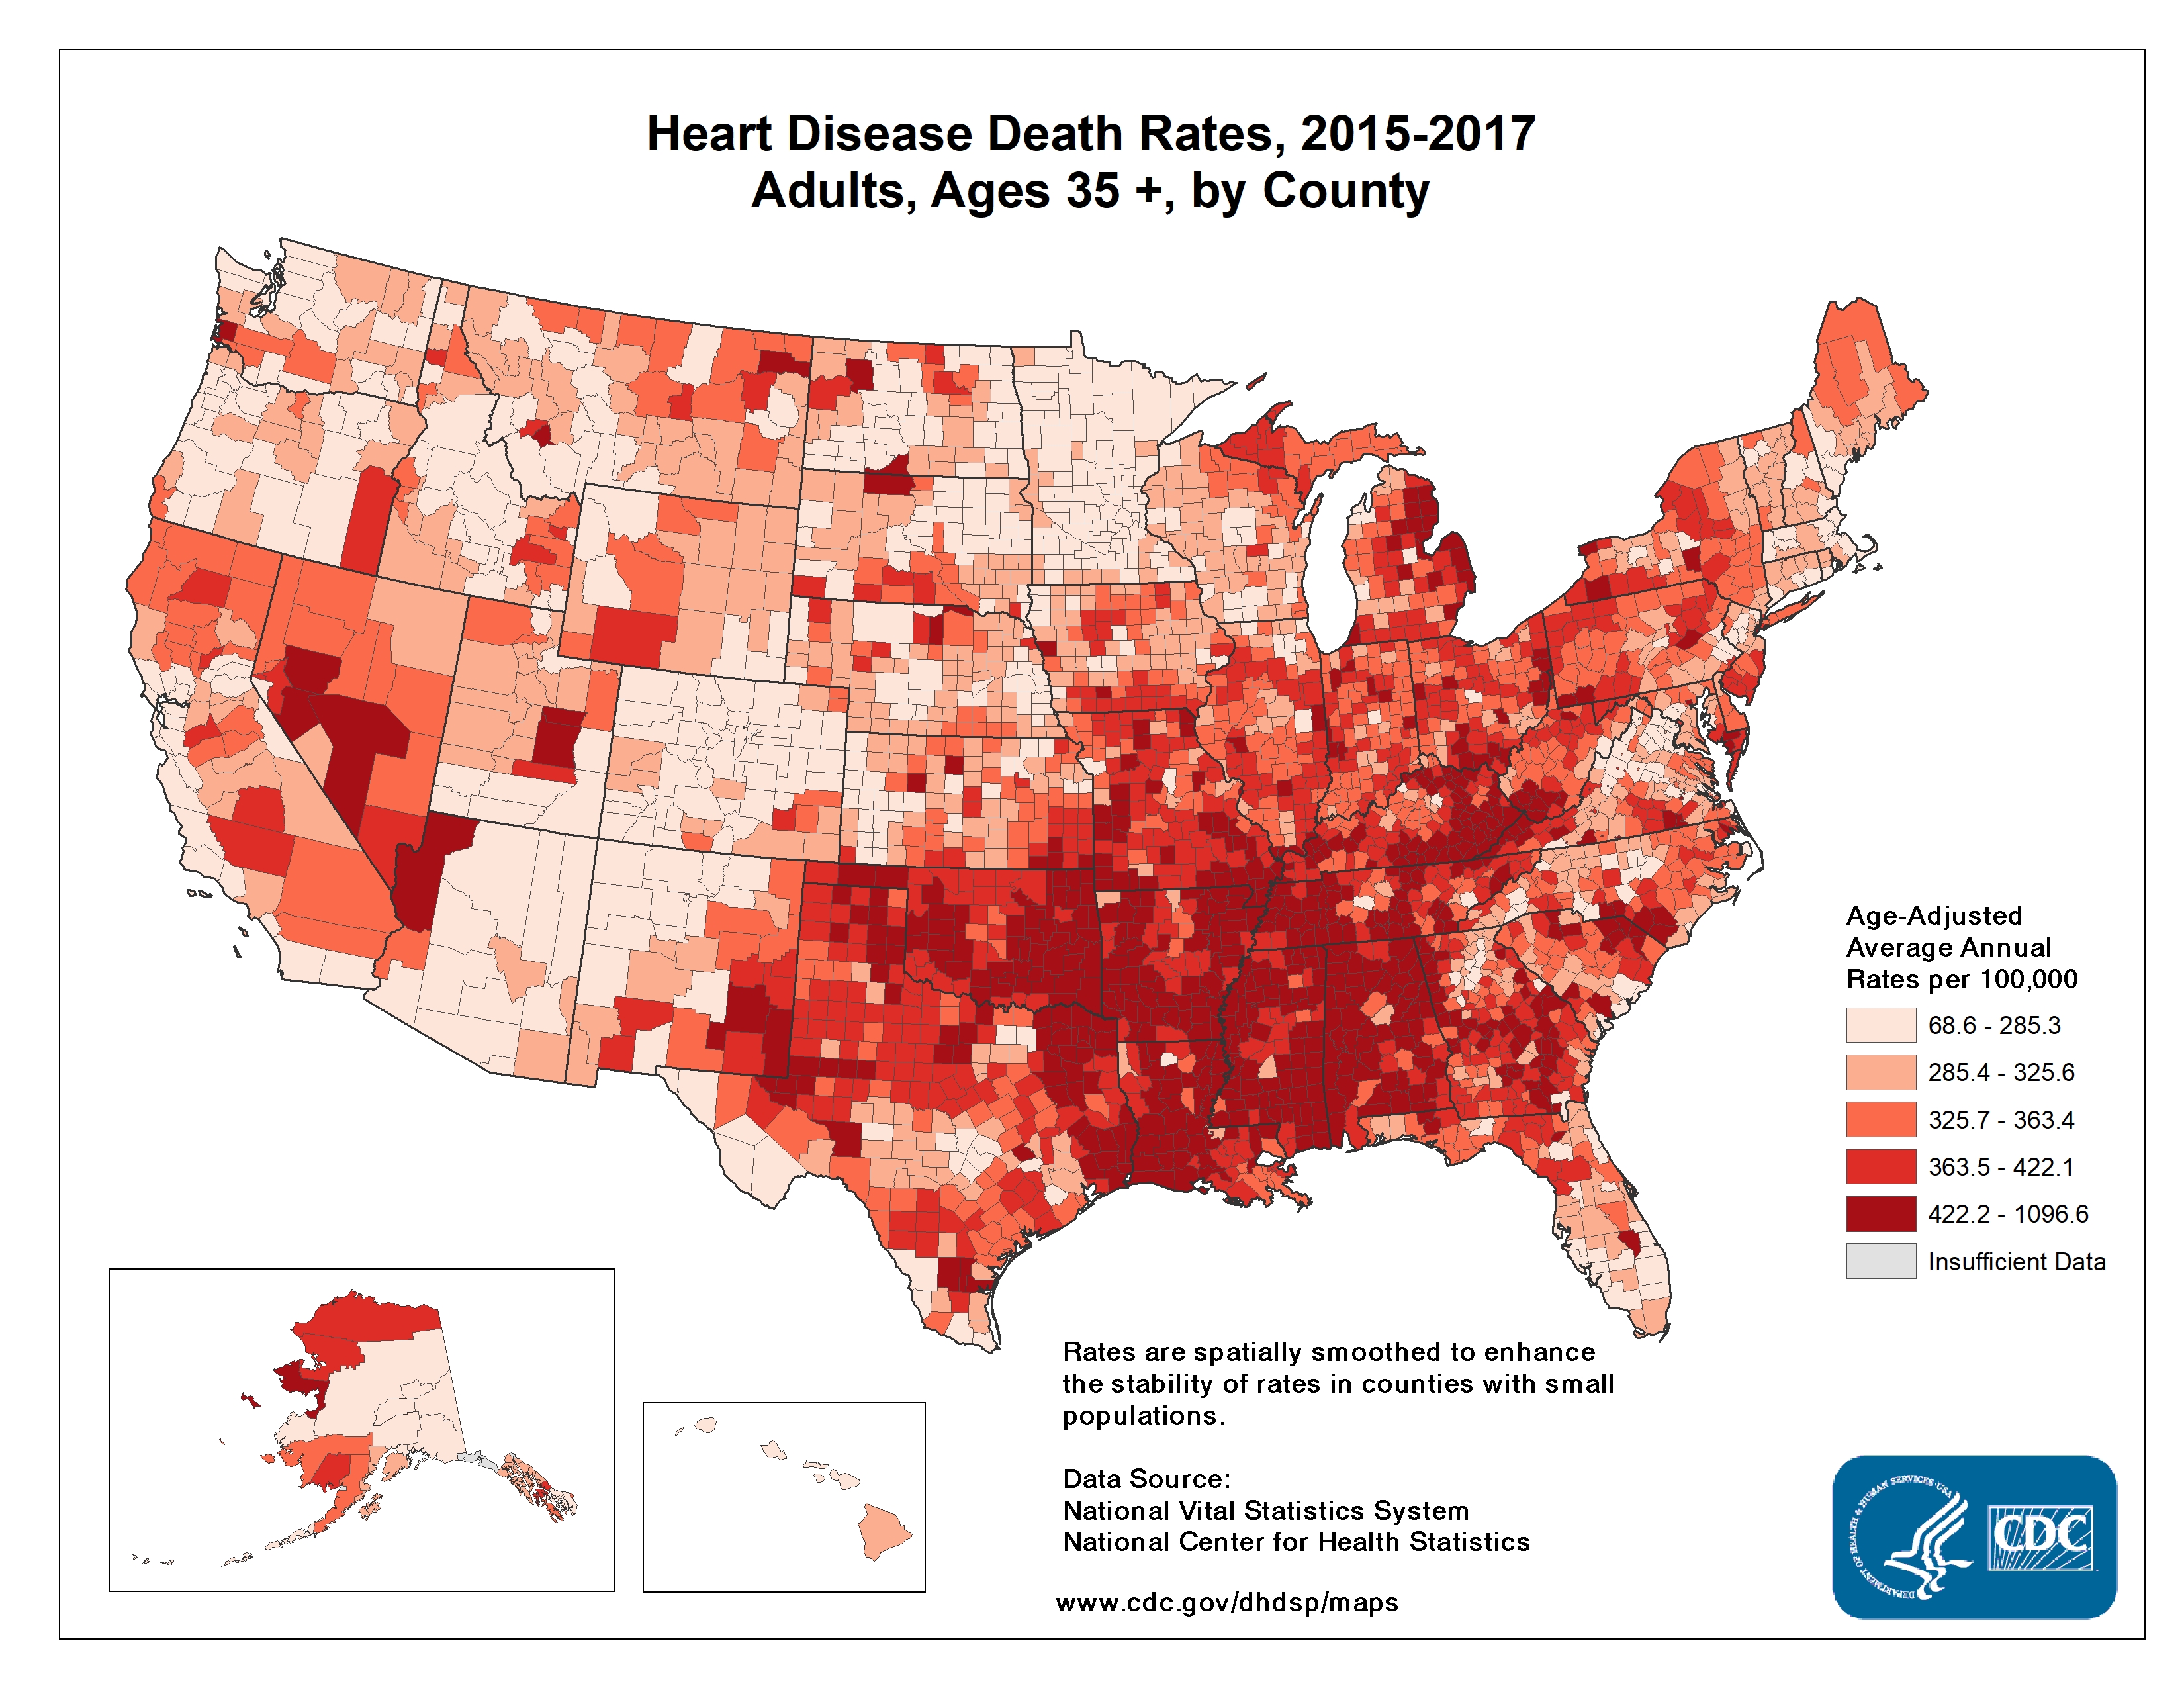 Heart Disease Death Rates, 2015-2017
Adults, Ages 35 +, by County
Age-Adjusted
Average Annual
Rates per 100,000
68.6 - 285.3
285.4 - 325.6
325.7 - 363.4
363.5 - 422.1
422.2 - 1096.6
Insufficient Data
Rates are spatially smoothed to enhance
the stability of rates in counties with small
populations.
Data Source:
National Vital Statistics System
National Center for Health Statistics
www.cdc.gov/dhdsp/maps
DEPARTMENT OF HEALTH & HUMAN SERVICES USA
CDC